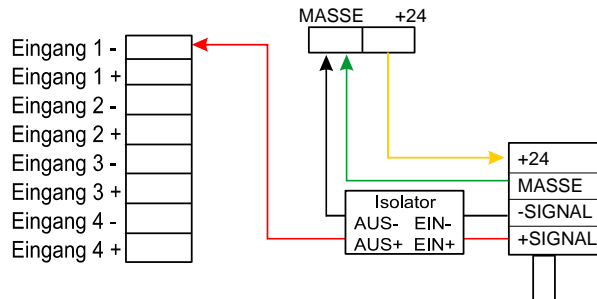 MASSE +24
Eingang 1 -
Eingang 1 +
Eingang 2 -
Eingang 2 +
Eingang 3 -
Eingang 3 +
Eingang 4 -
Eingang 4 +
Isolator
AUS- EIN-
AUS+ EIN+
+24
MASSE
-SIGNAL
+SIGNAL